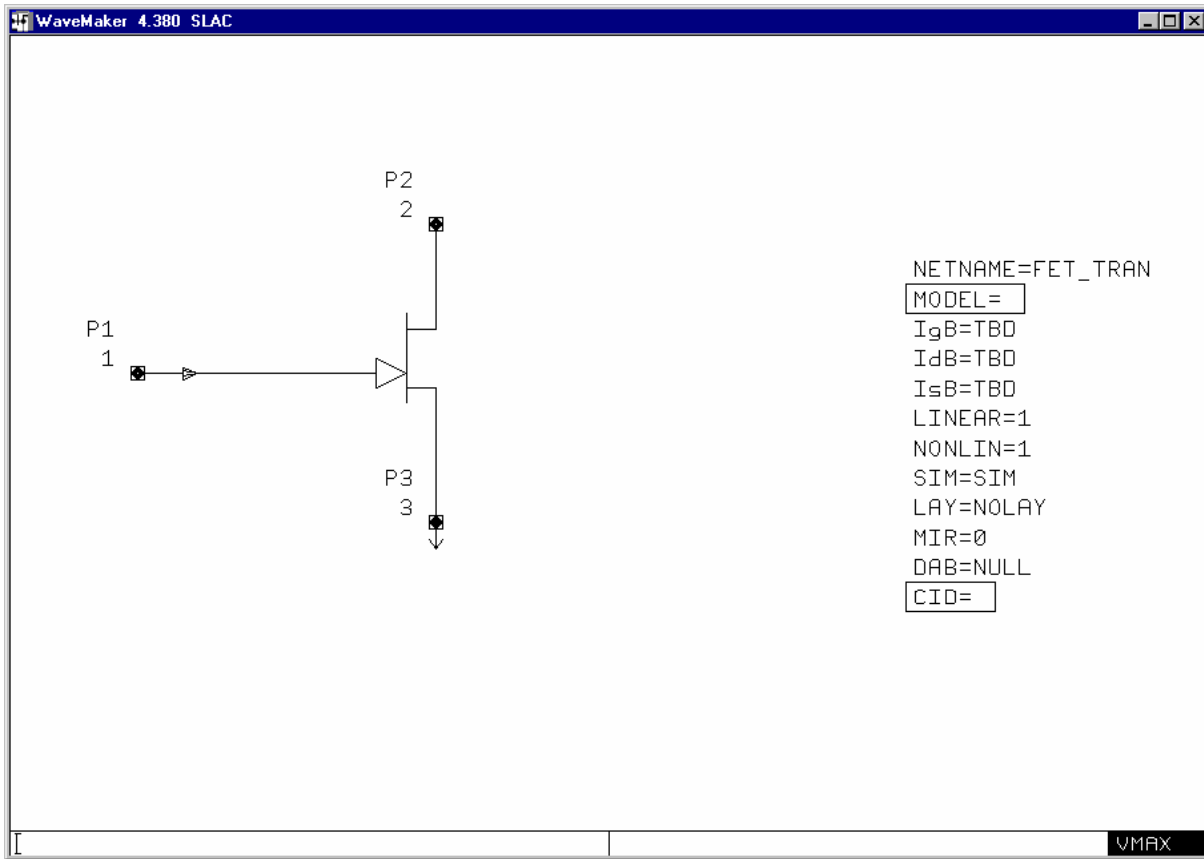 WaveMaker 4.380 SLAC
P2
2
P1
1
P3
3
NETNAME=FET_TRAN
MODEL=
IgB=TBD
IdB=TBD
IsB=TBD
LINEAR=1
NONLIN=1
SIM=SIM
LAY=NOLAY
MIR=0
DAB=NULL
CID=
VMAX